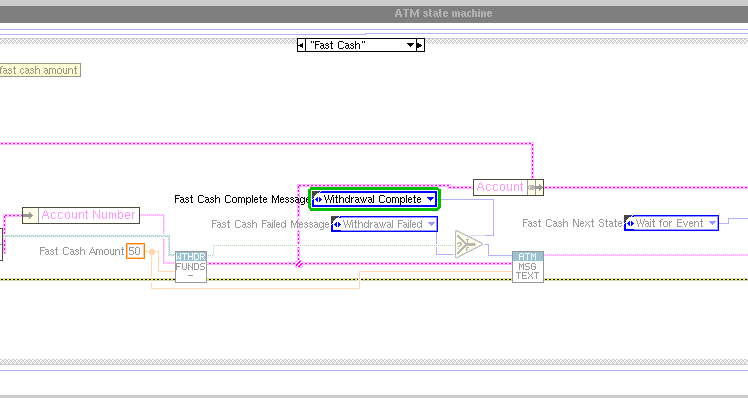 ATM state machine
"Fast Cash"
fast cash amount
Account
Fast Cash Complete Message
Withdrawal Complete
Account Number
Fast Cash Failed Message
Withdrawal Failed
Fast Cash Next State
Wait for Event
Fast Cash Amount
50
WTHDR
FUNDS
ATM
MSG
TEXT